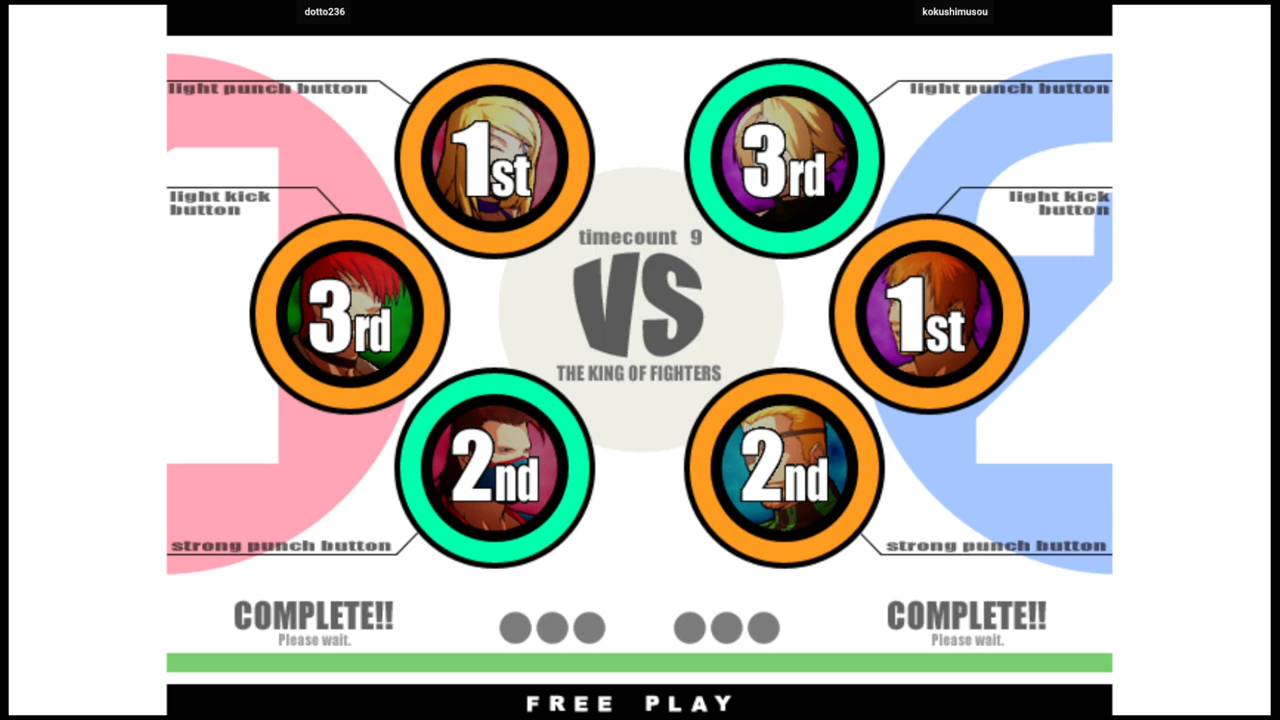 dotto236
kokushimusou
light punch button
light punch button
1st
3rd
light kick
button
light kick
button
timecount 9
VS
THE KING OF FIGHTERS
3rd
1st
2nd
2nd
strong punch button
strong punch button
COMPLETE!!
Please wait.
COMPLETE!!
Please wait.
FREE PLAY